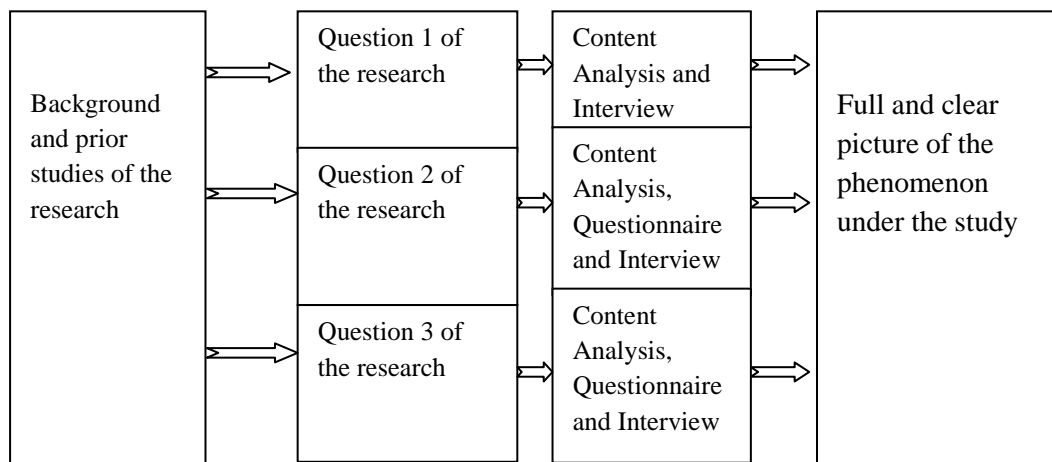 Background
and prior
studies of the
research
Question 1 of
the research
Question 2 of
the research
Question 3 of
the research
Content
Analysis and
Interview
Content
Analysis,
Questionnaire
and Interview
Content
Analysis,
Questionnaire
and Interview
Full and clear
picture of the
phenomenon
under the study